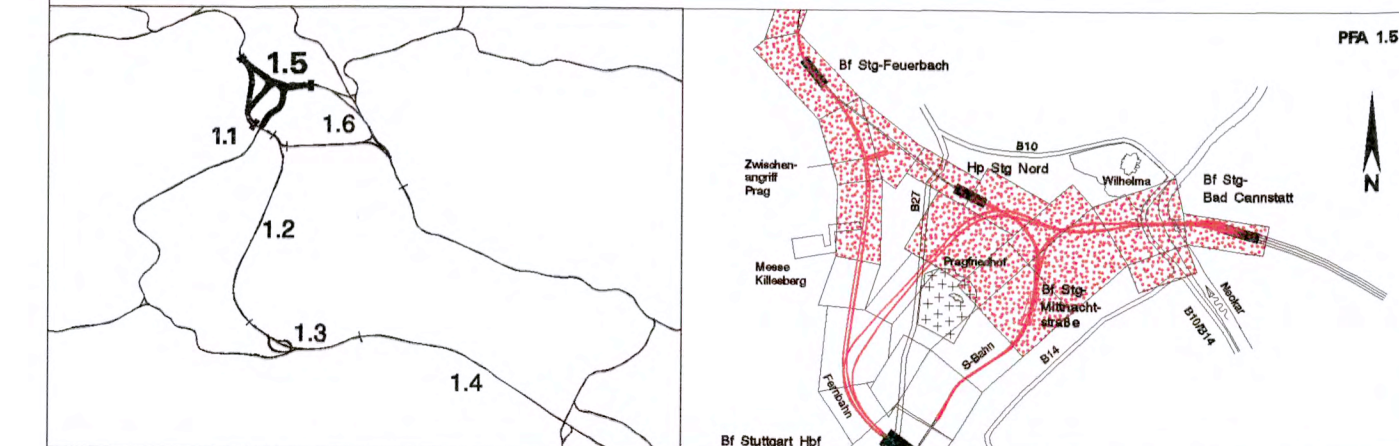 1.5
1.1
1.6
1.2
1.3
1.4
PFA 1.5
Bf Stg-Feuerbach
N
B10
Zwischen-
angriff
Prag
Hp Stg Nord
Wilhelma
Bf Stg-
Bad Cannstatt
B27
Messe
Killesberg
Pragfriedhof
Bf Stg-
Mittnacht-
straße
Neckar
B10/B14
S-Bahn
B14
Fernbahn
Bf Stuttgart Hbf